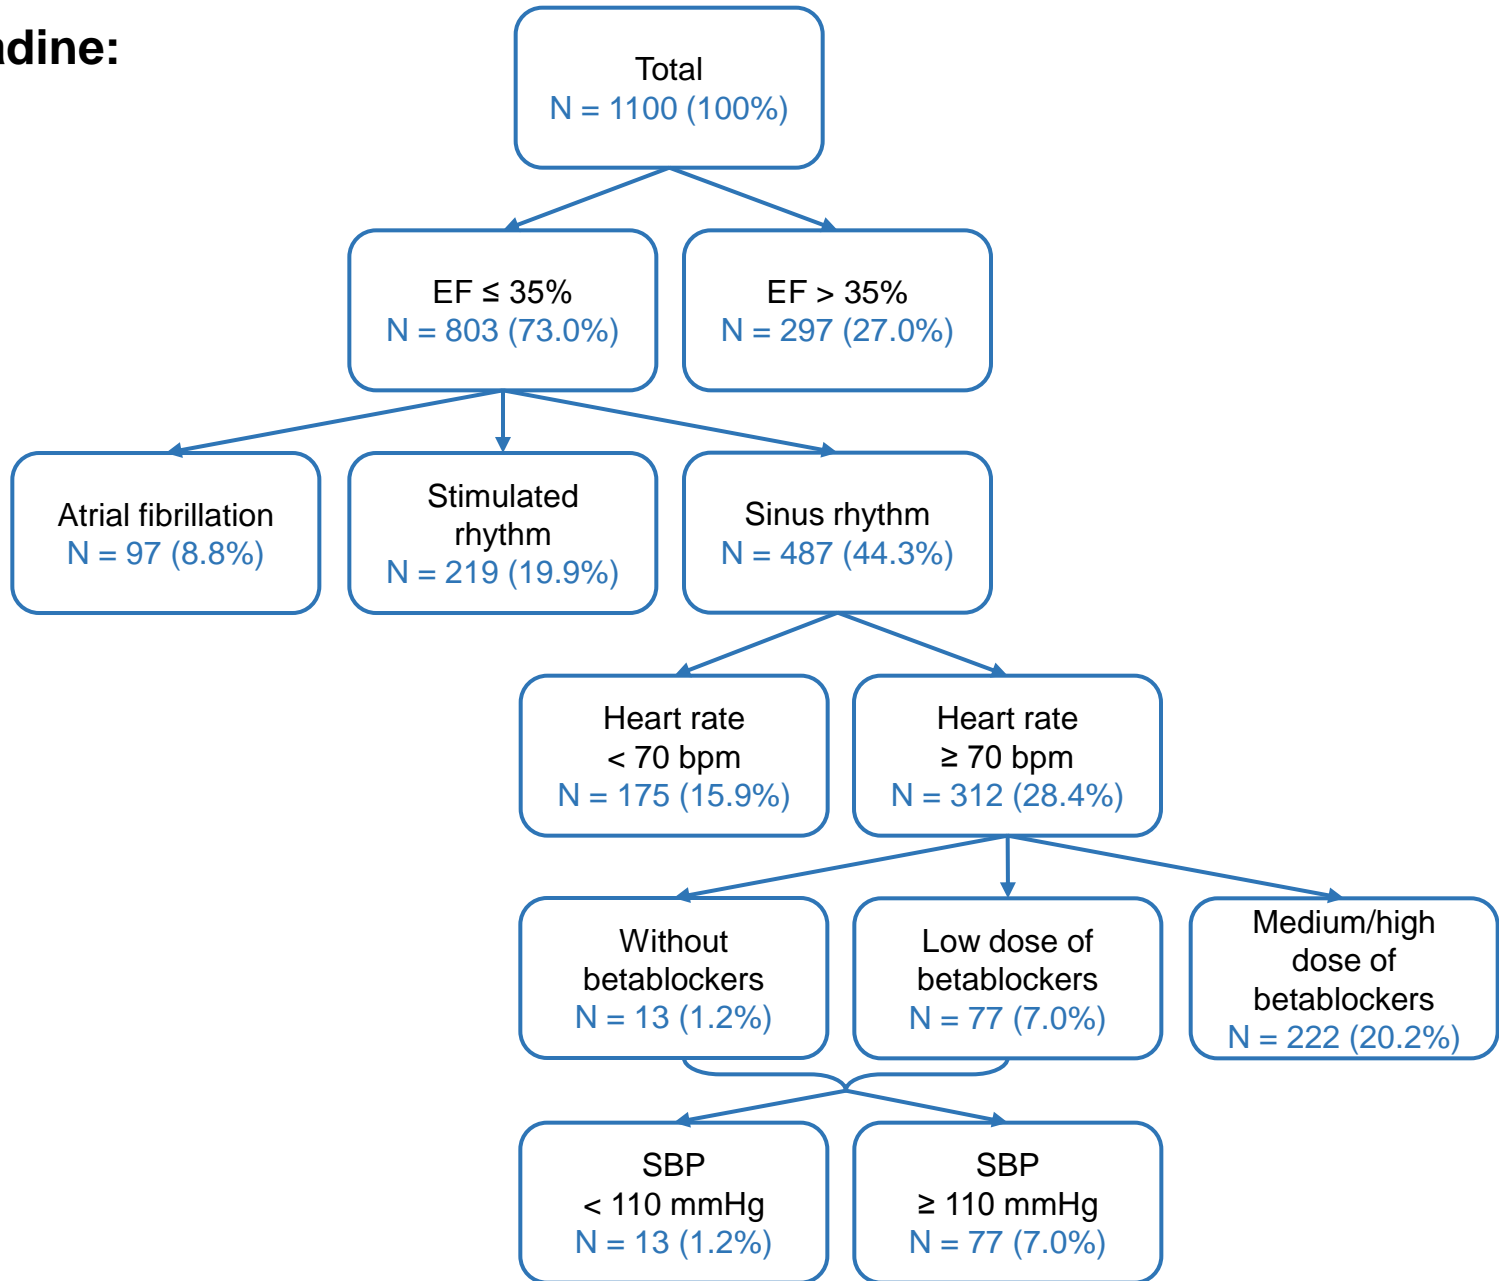 adine:
Total
N = 1100 (100%)
EF ≤ 35%
N = 803 (73.0%)
EF > 35%
N = 297 (27.0%)
Atrial fibrillation
N = 97 (8.8%)
Stimulated
rhythm
N = 219 (19.9%)
Sinus rhythm
N = 487 (44.3%)
Heart rate
< 70 bpm
N = 175 (15.9%)
Heart rate
≥ 70 bpm
N = 312 (28.4%)
Without
betablockers
N = 13 (1.2%)
Low dose of
betablockers
N = 77 (7.0%)
Medium/high
dose of
betablockers
N = 222 (20.2%)
SBP
< 110 mmHg
N = 13 (1.2%)
SBP
≥ 110 mmHg
N = 77 (7.0%)